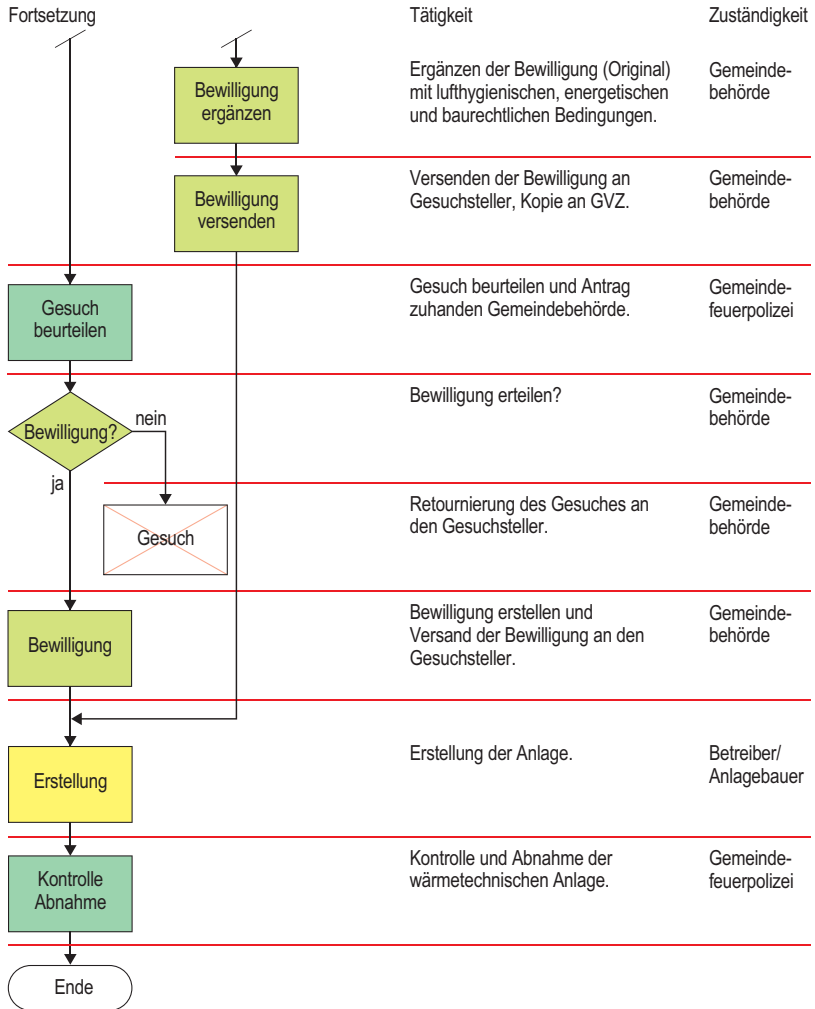 Fortsetzung
Tätigkeit
Zuständigkeit
Bewilligung
ergänzen
Ergänzen der Bewilligung (Original)
mit lufthygienischen, energetischen
und baurechtlichen Bedingungen.
Gemeinde-
behörde
Bewilligung
versenden
Versenden der Bewilligung an
Gesuchsteller, Kopie an GVZ.
Gemeinde-
behörde
Gesuch
beurteilen
Gesuch beurteilen und Antrag
zuhanden Gemeindebehörde.
Gemeinde-
feuerpolizei
Bewilligung?
nein
ja
Bewilligung erteilen?
Gemeinde-
behörde
Gesuch
Retournierung des Gesuches an
den Gesuchsteller.
Gemeinde-
behörde
Bewilligung
Bewilligung erstellen und
Versand der Bewilligung an den
Gesuchsteller.
Gemeinde-
behörde
Erstellung
Erstellung der Anlage.
Betreiber/
Anlagebauer
Kontrolle
Abnahme
Kontrolle und Abnahme der
wärmetechnischen Anlage.
Gemeinde-
feuerpolizei
Ende